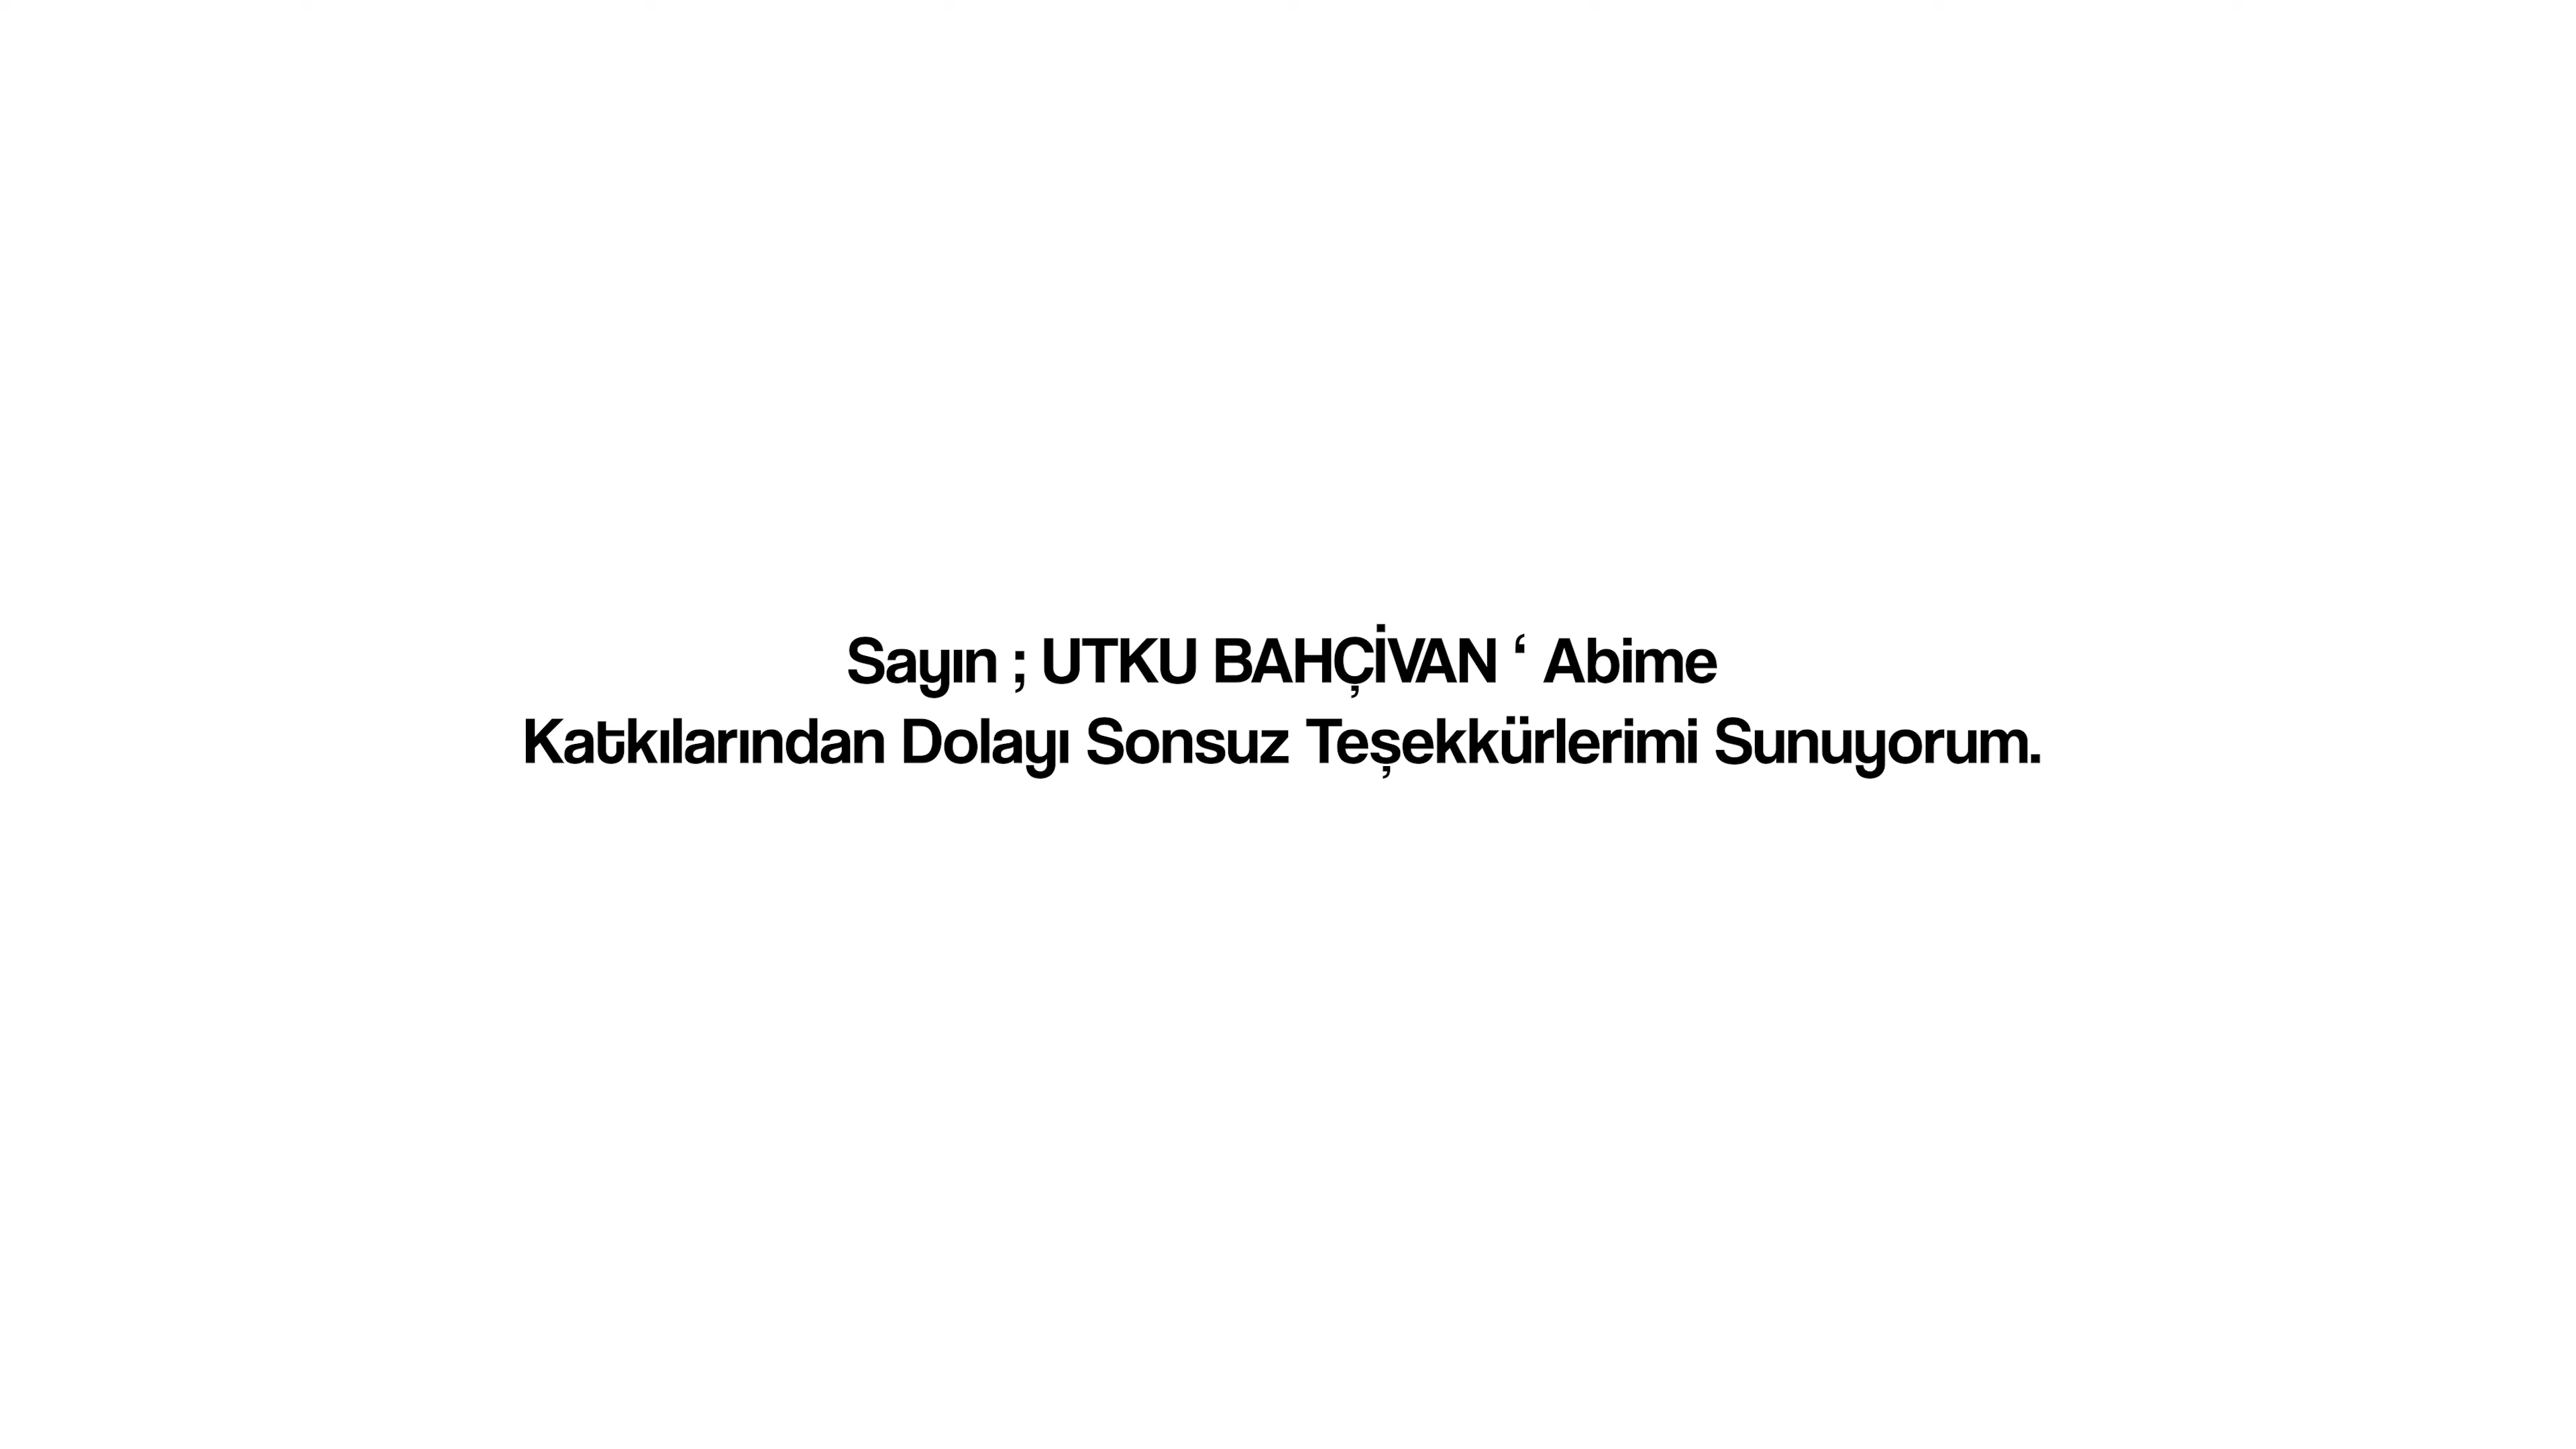 Sayın ; UTKU BAHÇİVAN ‘ Abime
Katkılarından Dolayı Sonsuz Teşekkürlerimi Sunuyorum.